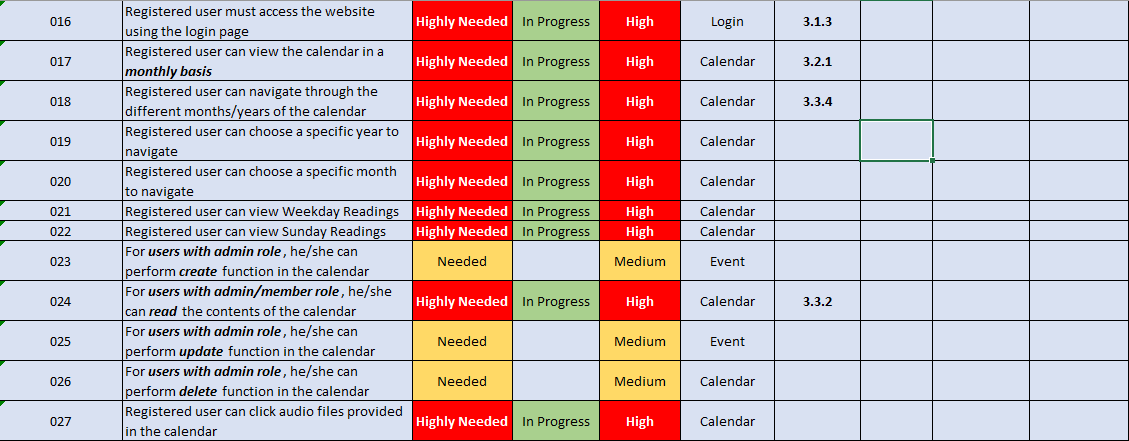 016 Registered user must access the website using the login page Highly Needed In Progress High Login 3.1.3
017 Registered user can view the calendar in a monthly basis Highly Needed In Progress High Calendar 3.2.1
018 Registered user can navigate through the different months/years of the calendar Highly Needed In Progress High Calendar 3.3.4
019 Registered user can choose a specific year to navigate Highly Needed In Progress High Calendar
020 Registered user can choose a specific month to navigate Highly Needed In Progress High Calendar
021 Registered user can view Weekday Readings Highly Needed In Progress High Calendar
022 Registered user can view Sunday Readings Highly Needed In Progress High Calendar
023 For users with admin role, he/she can perform create function in the calendar Needed Medium Event
024 For users with admin/member role, he/she can read the contents of the calendar Highly Needed In Progress High Calendar 3.3.2
025 For users with admin role, he/she can perform update function in the calendar Needed Medium Event
026 For users with admin role, he/she can perform delete function in the calendar Needed Medium Calendar
027 Registered user can click audio files provided in the calendar Highly Needed In Progress High Calendar